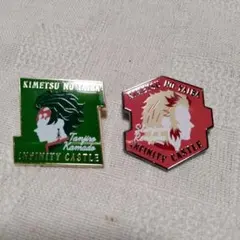 KIMETSU NO YAIBA
Tanjiro
Kamado
INFINITY CASTLE
KIMETSU NO YAIBA
INFINITY CASTLE